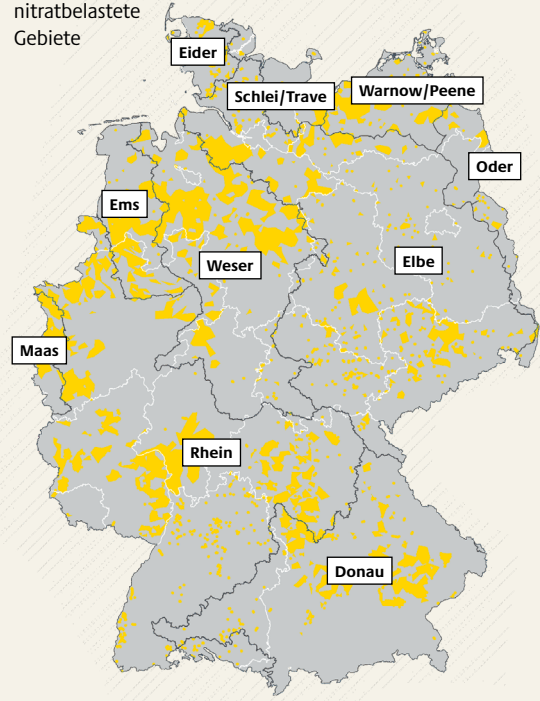 nitratbelastete
Gebiete
Eider
Schlei/Trave
Warnow/Peene
Oder
Ems
Weser
Elbe
Maas
Rhein
Donau